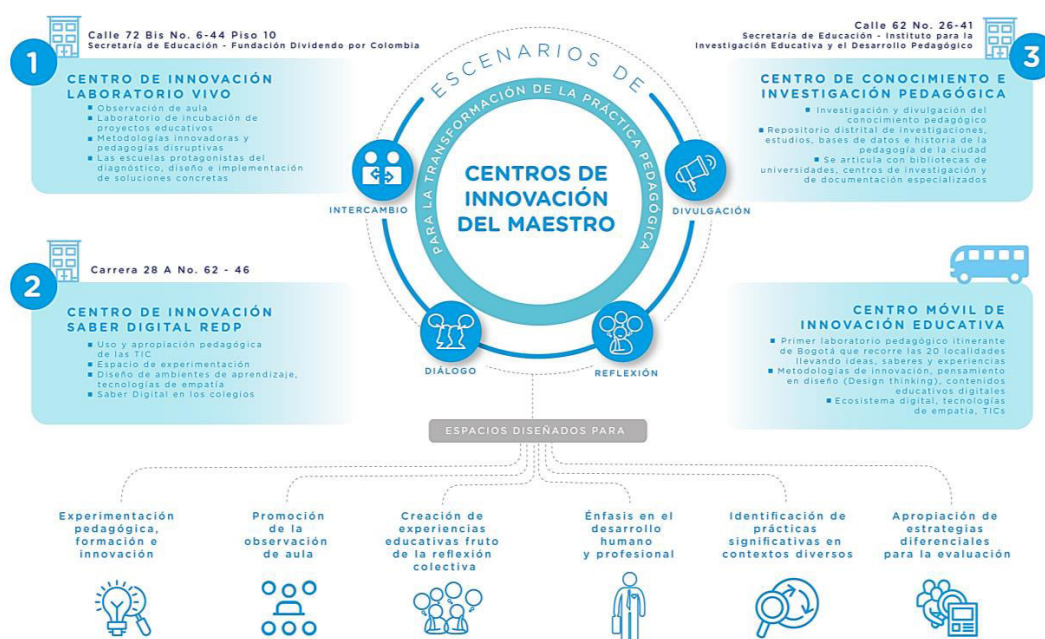 1
Calle 72 Bis No. 6-44 Piso 10
Secretaría de Educación - Fundación Dividendo por Colombia
CENTRO DE INNOVACIÓN
LABORATORIO VIVO
■ Observación de aula
■ Laboratorio de incubación de
proyectos educativos
■ Metodologías innovadoras y
pedagogías disruptivas
■ Las escuelas protagonistas del
diagnóstico, diseño e implementación
de soluciones concretas
2
Carrera 28 A No. 62 - 46
CENTRO DE INNOVACIÓN
SABER DIGITAL REDP
■ Uso y apropiación pedagógica
de las TIC
■ Espacio de experimentación
■ Diseño de ambientes de aprendizaje,
tecnologías de empatía
■ Saber Digital en los colegios
ESCENARIOS DE
PARA LA TRANSFORMACIÓN DE LA PRÁCTICA PEDAGÓGICA
CENTROS DE
INNOVACIÓN
DEL MAESTRO
INTERCAMBIO
DIVULGACIÓN
DIÁLOGO
REFLEXIÓN
3
Calle 62 No. 26-41
Secretaría de Educación - Instituto para la
Investigación Educativa y el Desarrollo Pedagógico
CENTRO DE CONOCIMIENTO E
INVESTIGACIÓN PEDAGÓGICA
■ Investigación y divulgación del
conocimiento pedagógico
■ Repositorio distrital de investigaciones,
estudios, bases de datos e historia de la
pedagogía de la ciudad
■ Se articula con bibliotecas de
universidades, centros de investigación y
de documentación especializados
CENTRO MÓVIL DE
INNOVACIÓN EDUCATIVA
■ Primer laboratorio pedagógico itinerante
de Bogotá que recorre las 20 localidades
llevando ideas, saberes y experiencias
■ Metodologías de innovación, pensamiento
en diseño (Design thinking), contenidos
educativos digitales
■ Ecosistema digital, tecnologías
de empatía, TICs
ESPACIOS DISEÑADOS PARA
Experimentación
pedagógica,
formación e
innovación
Promoción
de la
observación
de aula
Creación de
experiencias
educativas fruto
de la reflexión
colectiva
Énfasis en el
desarrollo
humano
y profesional
Identificación de
prácticas
significativas en
contextos diversos
Apropiación de
estrategias
diferenciales
para la evaluación